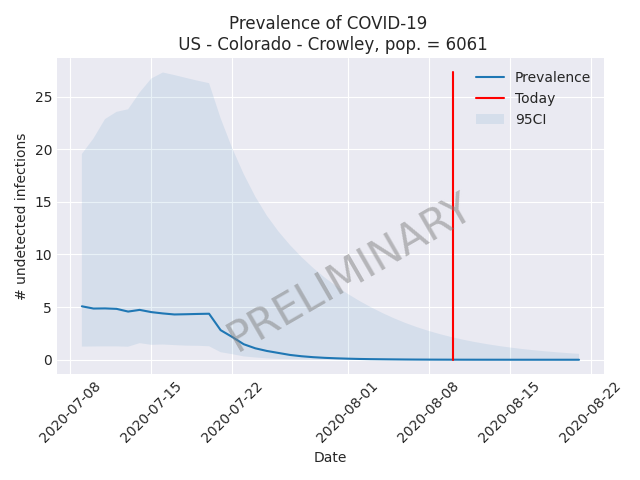 Prevalence of COVID-19
US - Colorado - Crowley, pop. = 6061
Prevalence
Today
95CI
# undetected infections
25
20
15
10
5
0
PRELIMINARY
2020-07-08
2020-07-15
2020-07-22
2020-08-01
2020-08-08
2020-08-15
2020-08-22
Date